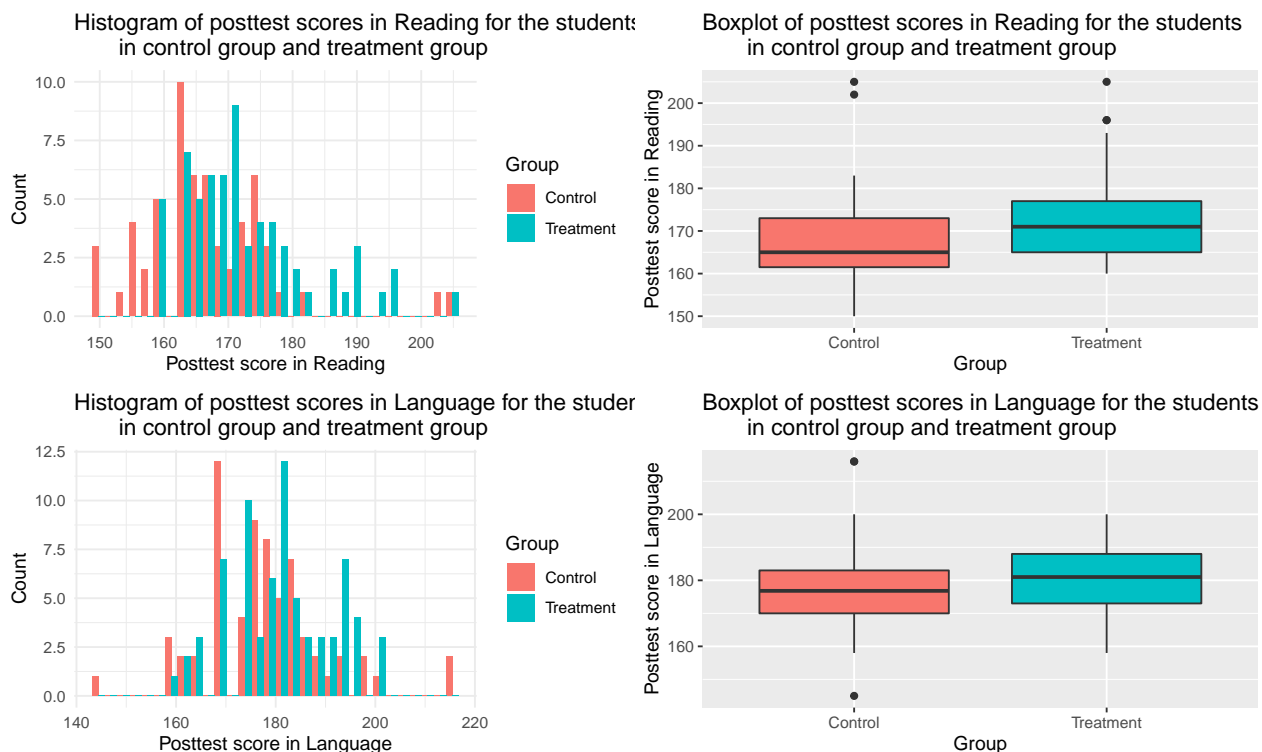 Histogram of posttest scores in Reading for the students
in control group and treatment group
10.0
7.5
5.0
2.5
0.0
Count
150 160 170 180 190 200
Posttest score in Reading
Group
Control
Treatment
Boxplot of posttest scores in Reading for the students
in control group and treatment group
200
190
180
170
160
150
Posttest score in Reading
Control Treatment
Group
Histogram of posttest scores in Language for the studer
in control group and treatment group
12.5
10.0
7.5
5.0
2.5
0.0
Count
140 160 180 200 220
Posttest score in Language
Group
Control
Treatment
Boxplot of posttest scores in Language for the students
in control group and treatment group
200
180
160
Posttest score in Language
Control Treatment
Group